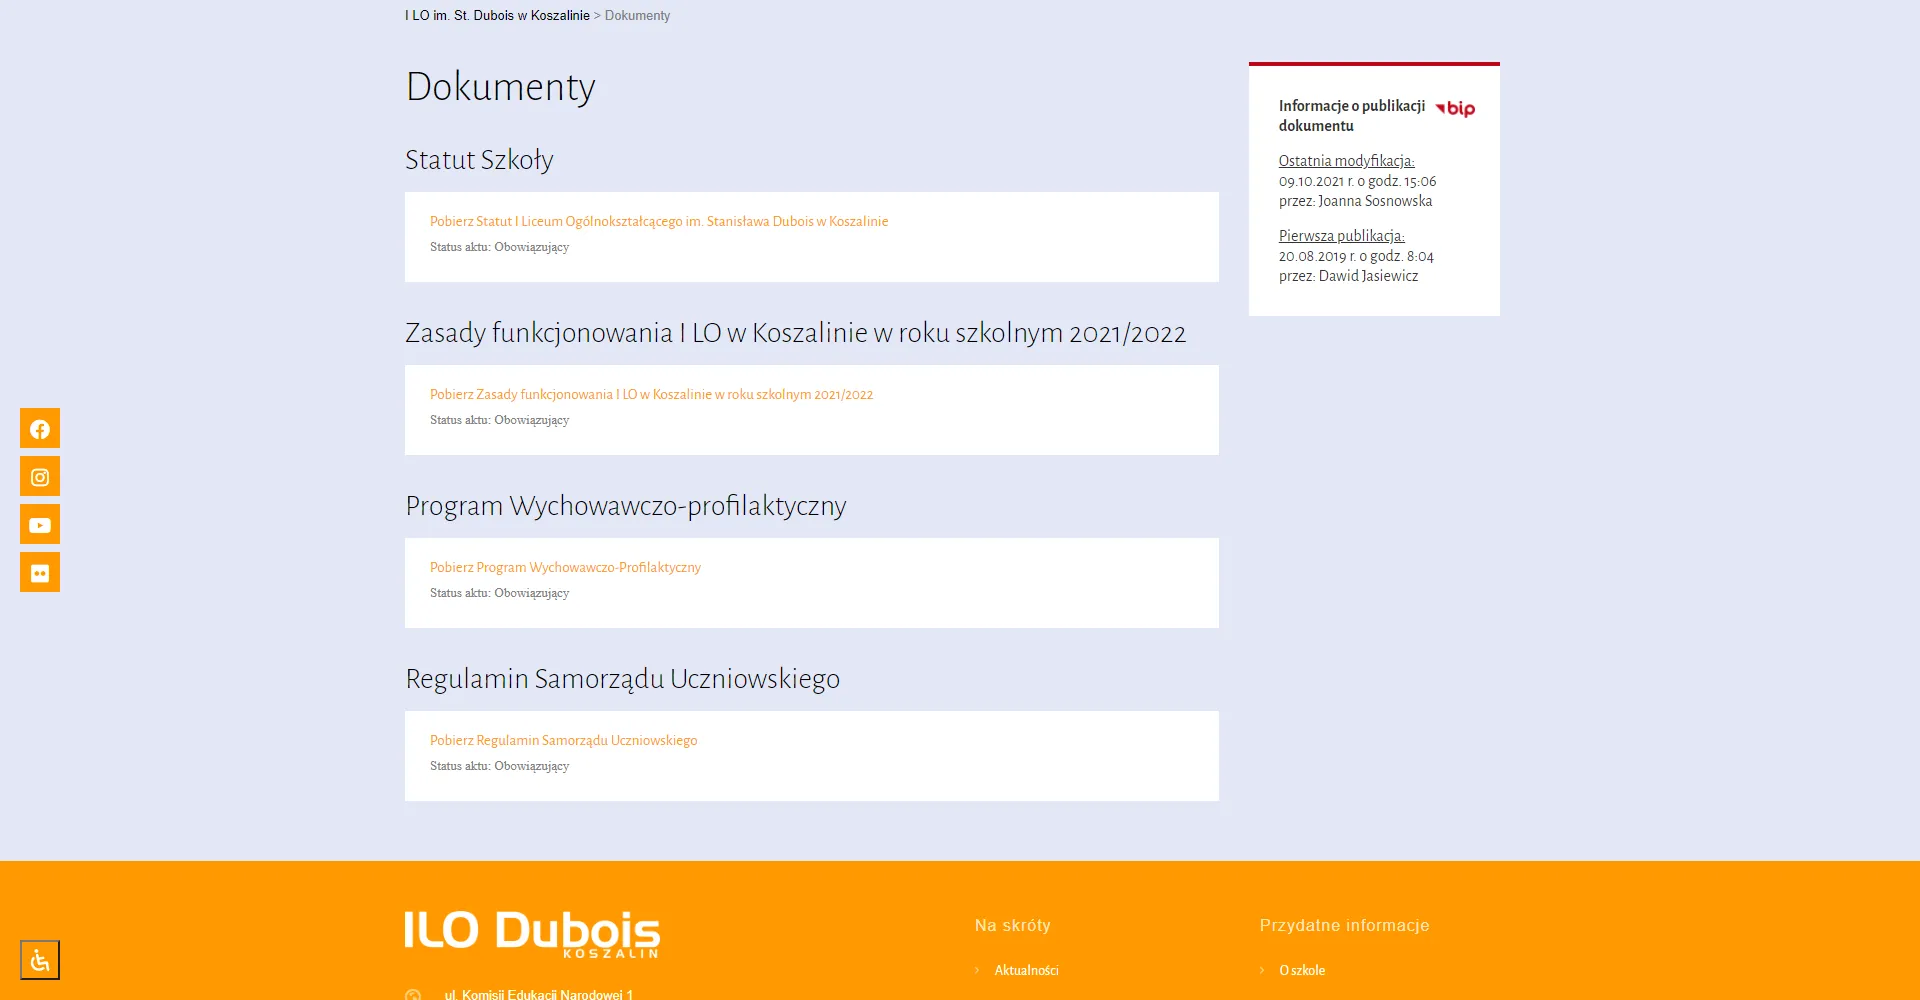 I LO im. St. Dubois w Koszalinie > Dokumenty
Dokumenty
Statut Szkoły
Pobierz Statut I Liceum Ogólnokształcącego im. Stanisława Dubois w Koszalinie
Status aktu: Obowiązujący
Zasady funkcjonowania I LO w Koszalinie w roku szkolnym 2021/2022
Pobierz Zasady funkcjonowania I LO w Koszalinie w roku szkolnym 2021/2022
Status aktu: Obowiązujący
Program Wychowawczo-profilaktyczny
Pobierz Program Wychowawczo-Profilaktyczny
Status aktu: Obowiązujący
Regulamin Samorządu Uczniowskiego
Pobierz Regulamin Samorządu Uczniowskiego
Status aktu: Obowiązujący
Informacje o publikacji
dokumentu
bip
Ostatnia modyfikacja:
09.10.2021 r. o godz. 15:06
przez: Joanna Sosnowska
Pierwsza publikacja:
20.08.2019 r. o godz. 8:04
przez: Dawid Jasiewicz
ILO Dubois
KOSZALIN
ul. Komisji Edukacji Narodowej 1
Na skróty
Aktualności
Przydatne informacje
O szkole